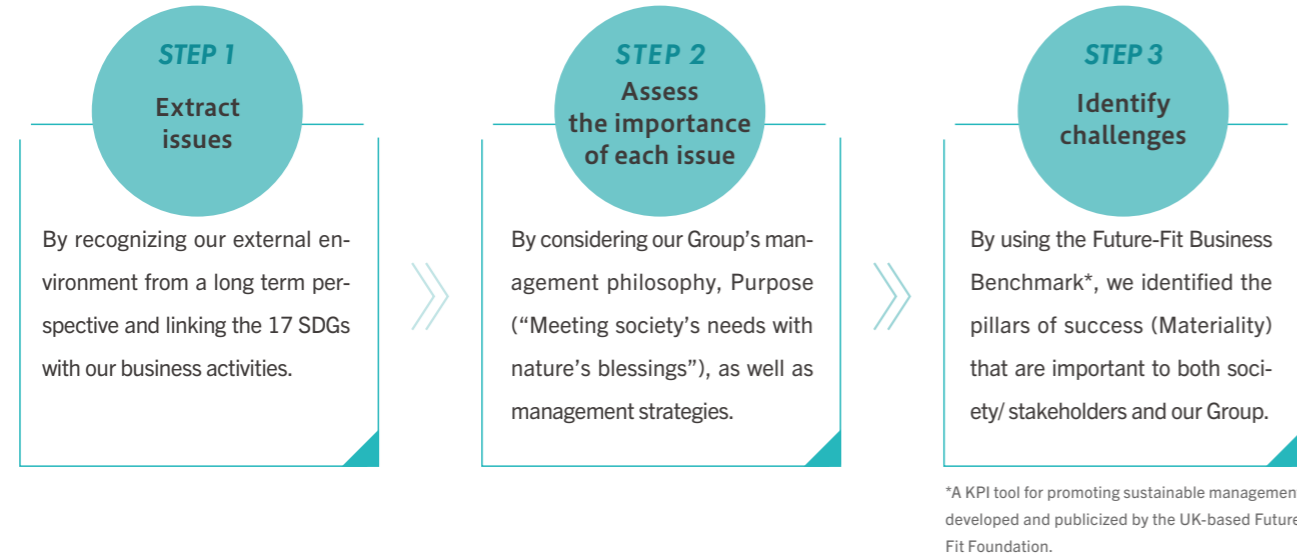 STEP 1
Extract
issues
By recognizing our external en-
vironment from a long term per-
spective and linking the 17 SDGs
with our business activities.
STEP 2
Assess
the importance
of each issue
By considering our Group's man-
agement philosophy, Purpose
("Meeting society's needs with
nature's blessings"), as well as
management strategies.
STEP 3
Identify
challenges
By using the Future-Fit Business
Benchmark*, we identified the
pillars of success (Materiality)
that are important to both soci-
ety/ stakeholders and our Group.
*A KPI tool for promoting sustainable managemen
developed and publicized by the UK-based Future
Fit Foundation.